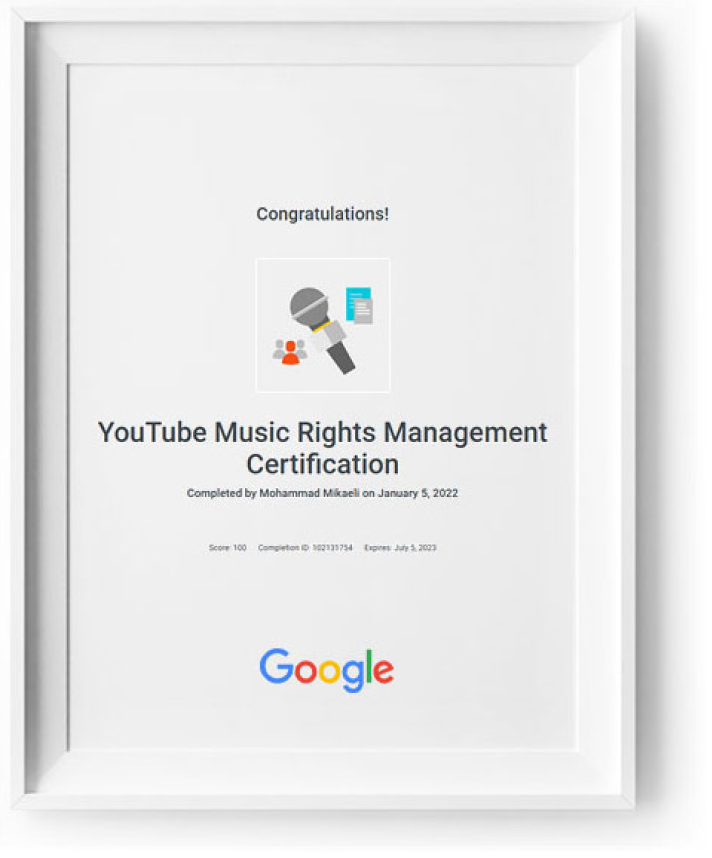 Congratulations!
YouTube Music Rights Management
Certification
Completed by Mohammad Mikaeli on January 5, 2022
Score: 100 Completion ID: 102131754 Expires: July 5, 2023
Google